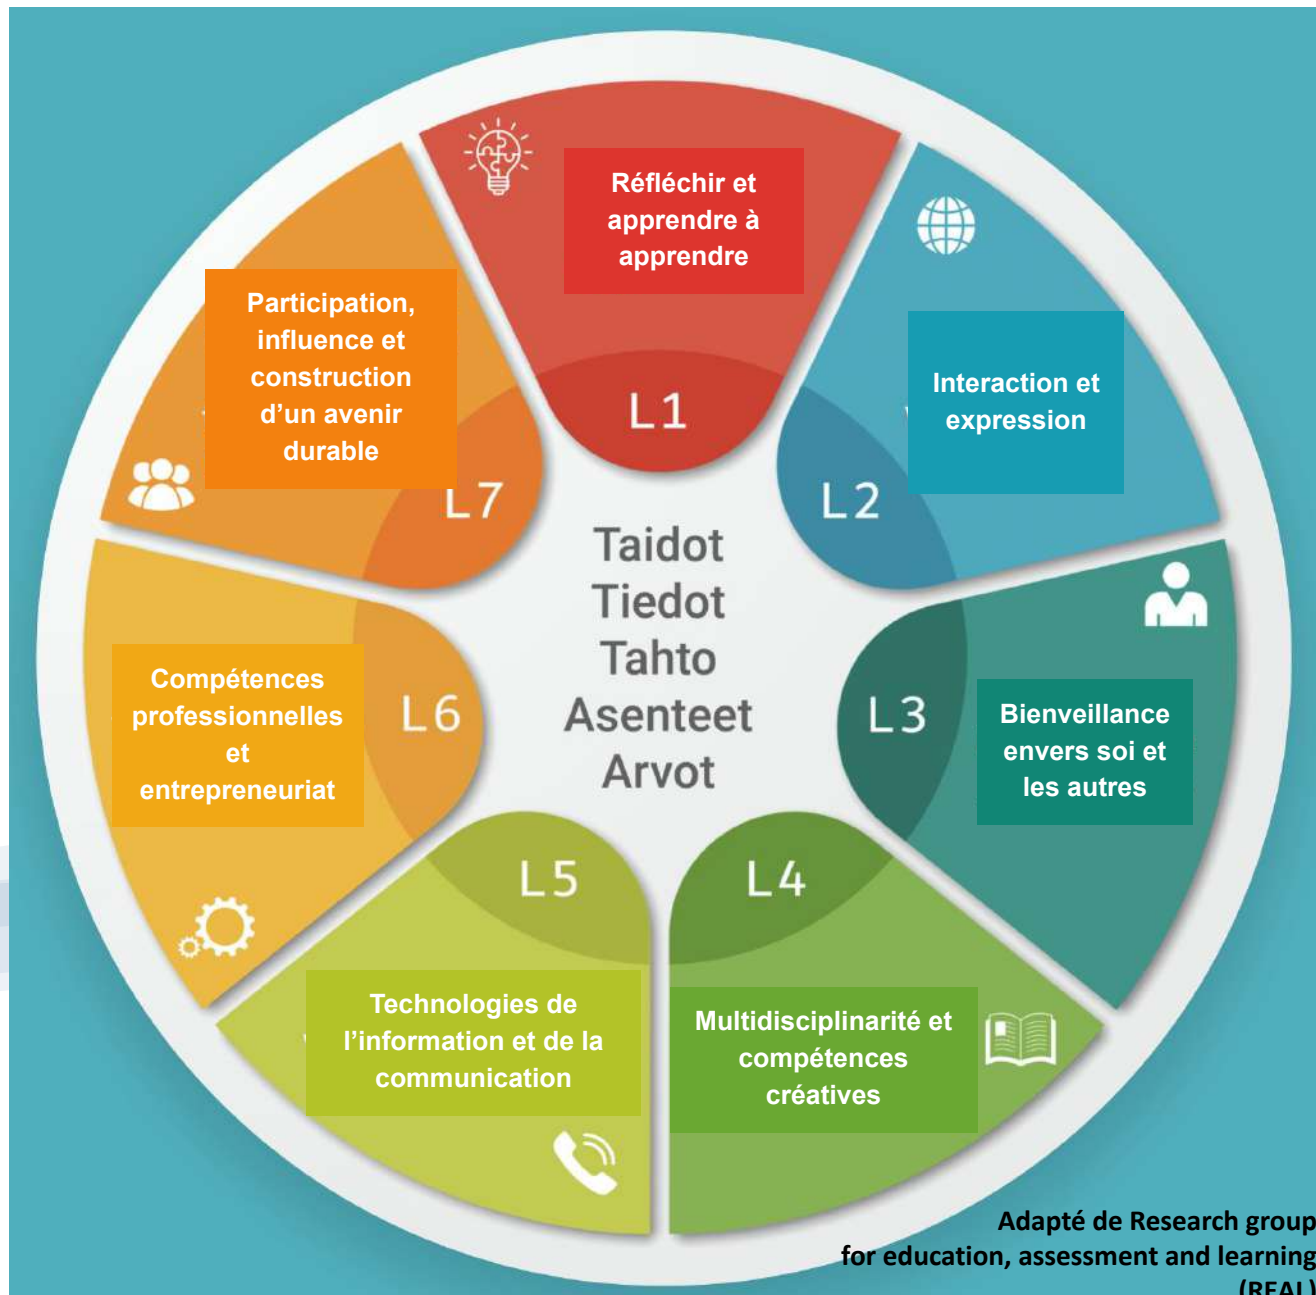 Réfléchir et
apprendre à
apprendre
L1
Interaction et
expression
L2
Bienveillance
envers soi et
les autres
L3
Multidisciplinarité et
compétences
créatives
L4
Technologies de
l’information et de la
communication
L5
Compétences
professionnelles
et
entrepreneuriat
L6
Participation,
influence et
construction
d’un avenir
durable
L7
Taidot
Tiedot
Tahto
Asenteet
Arvot
Adapté de Research group
for education, assessment and learning
(REAL)